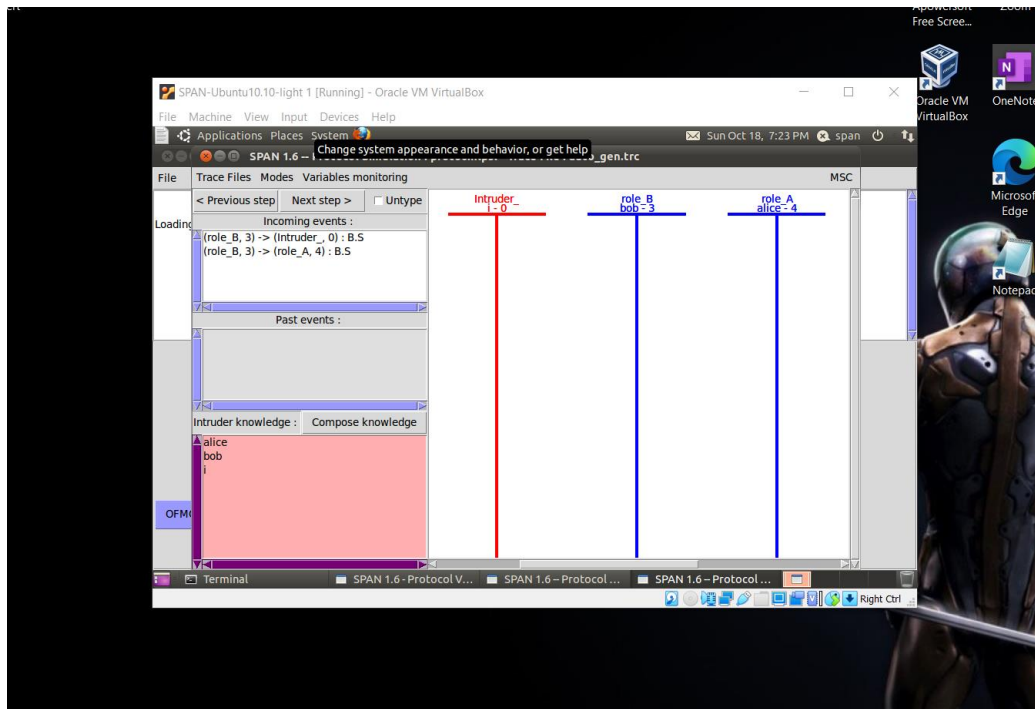 Free Scree...
Oracle VM
VirtualBox
OneNote
Microsoft
Edge
Notepad
SPAN-Ubuntu10.10-light 1 [Running] - Oracle VM VirtualBox
File Machine View Input Devices Help
Applications Places System
Sun Oct 18, 7:23 PM span
Change system appearance and behavior, or get help
SPAN 1.6
_gen.trc
File
Trace Files Modes Variables monitoring
MSC
< Previous step
Next step >
Untype
Loading
Incoming events :
(role_B, 3) -> (Intruder_, 0) : B.S
(role_B, 3) -> (role_A, 4) : B.S
Past events :
Intruder knowledge :
Compose knowledge
alice
bob
i
Intruder_
i - 0
role_B
bob - 3
role_A
alice - 4
OFM
Terminal
SPAN 1.6 - Protocol V...
SPAN 1.6 – Protocol ...
SPAN 1.6 – Protocol ...
Right Ctrl